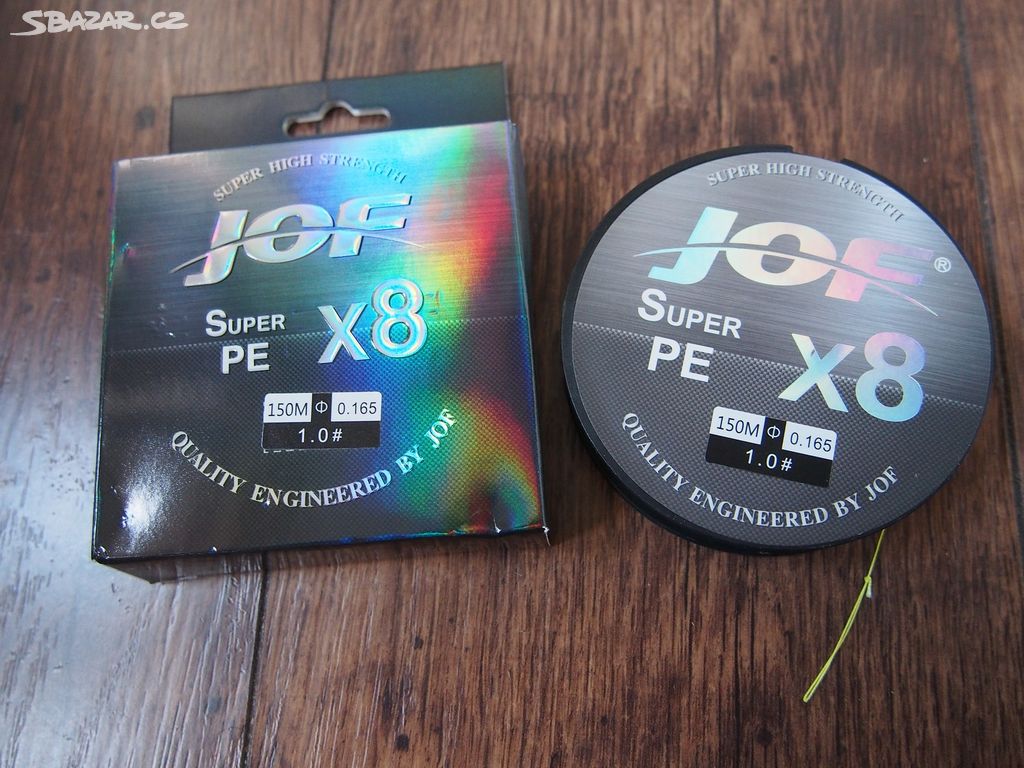 SBAZAR.CZ
SUPER HIGH STRENGTH
JOF
SUPER
PE
X8
150M Φ 0.165
1.0#
QUALITY ENGINEERED BY JOF
SUPER HIGH STRENGTH
JOF®
SUPER
PE
X8
150M Φ 0.165
1.0#
QUALITY ENGINEERED BY JOF